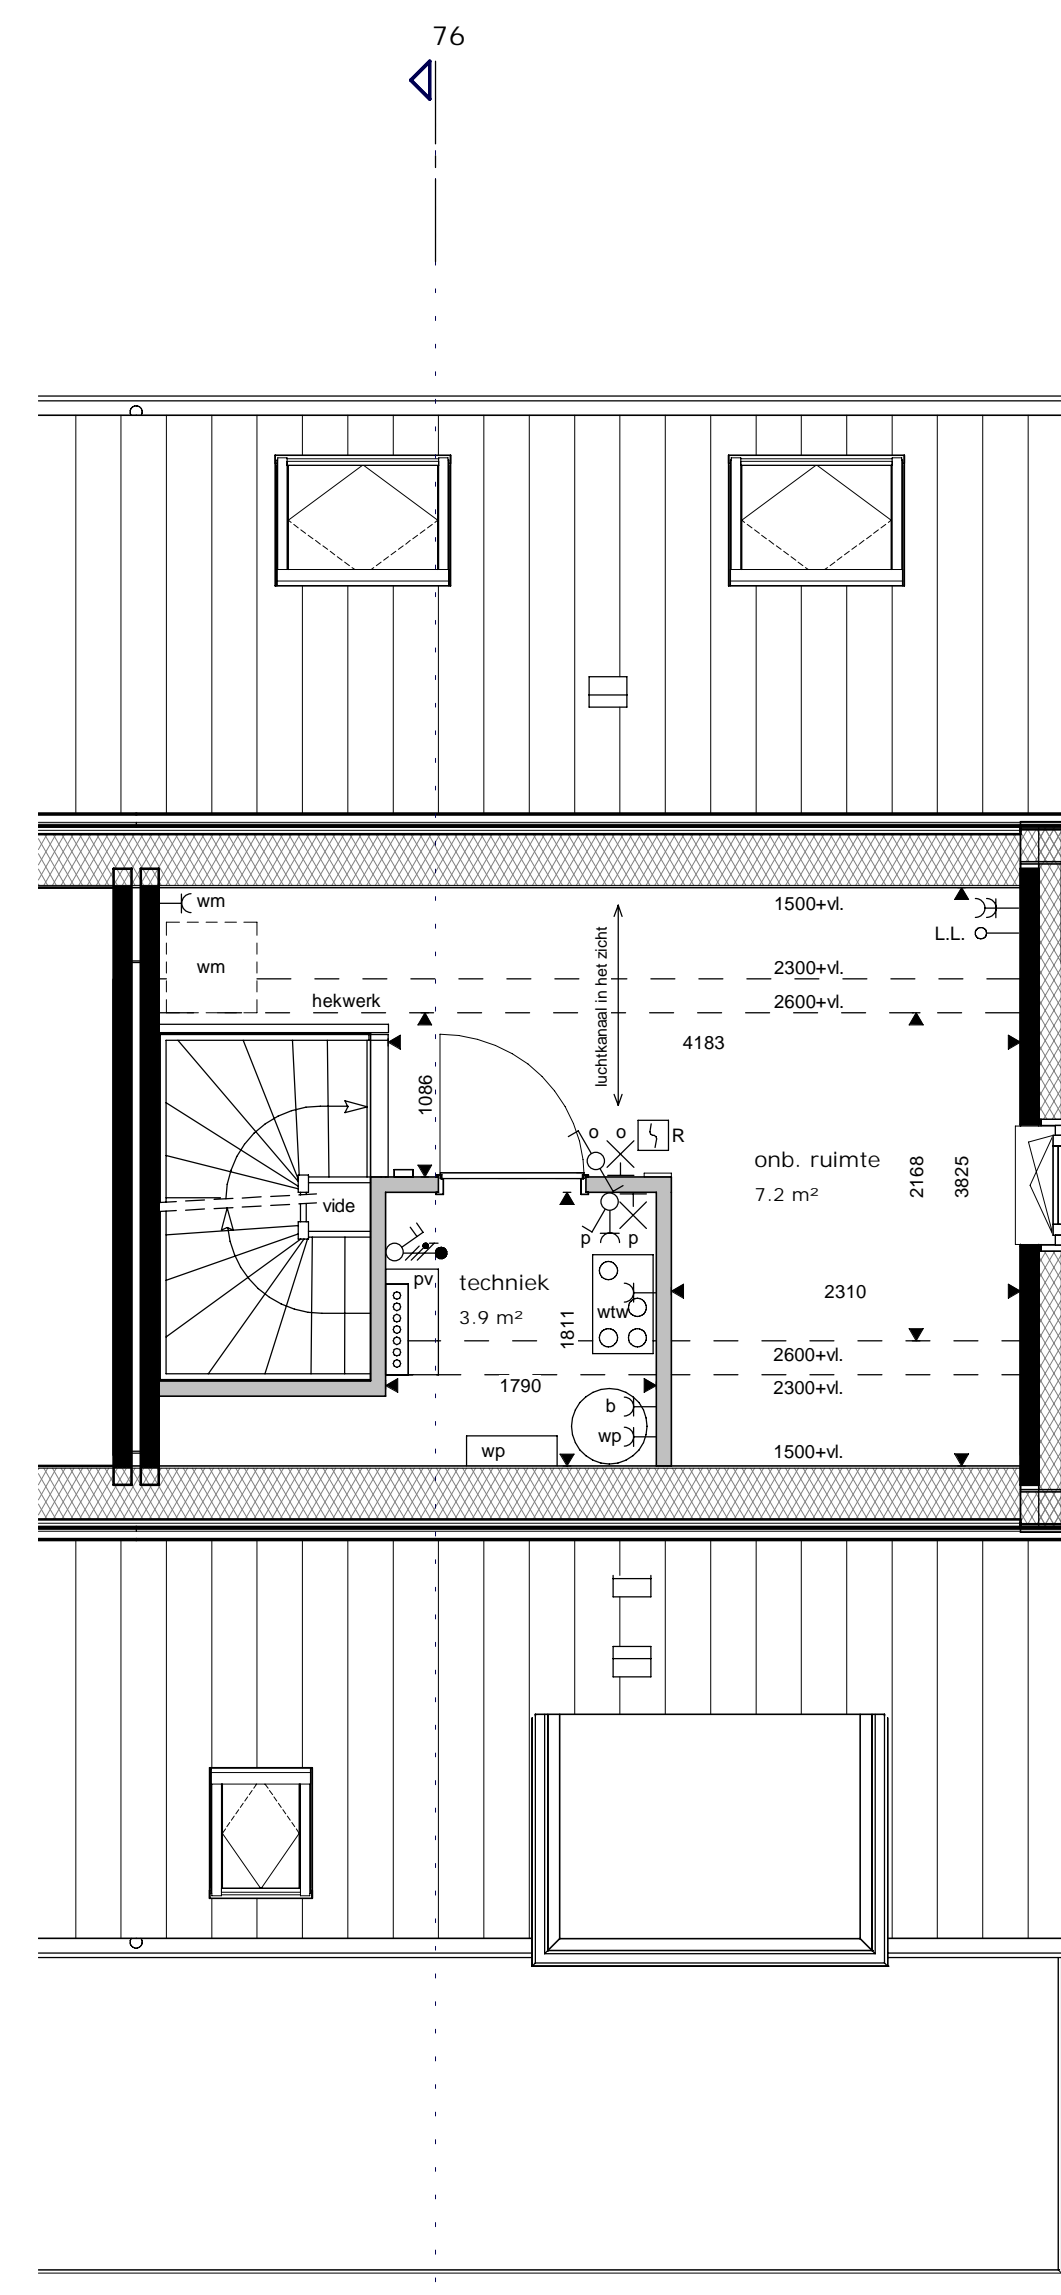 76
wm
1500+vl.
L.L.
wm
2300+vl.
hekwerk
2600+vl.
luchtkanaal in het zicht
4183
1086
o o R
onb. ruimte
7.2 m²
2168
3825
vide
p p
pv
techniek
3.9 m²
1811
wtw
2310
2600+vl.
1790
2300+vl.
b
wp
wp
1500+vl.